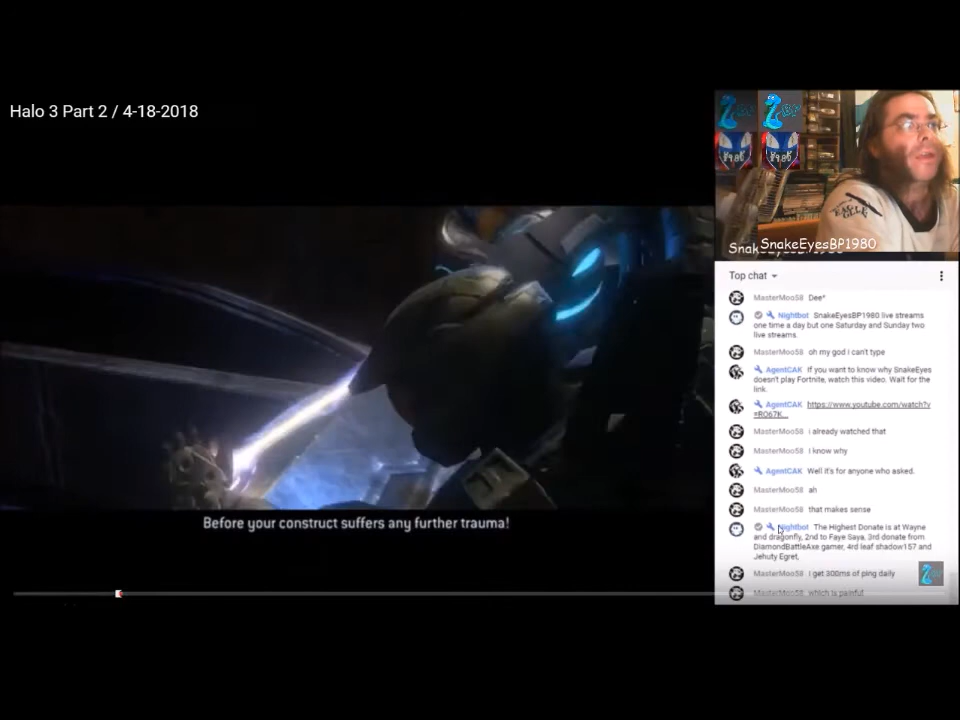 Halo 3 Part 2 / 4-18-2018
SnakeEyesBP1980
Top chat
MasterMoo58 Dee*
Nightbot SnakeEyesBP1980 live streams
one time a day but one Saturday and Sunday two
live streams.
MasterMoo58 oh my god I can't type
AgentCAK If you want to know why SnakeEyes
doesn't play Fortnite, watch this video. Wait for the
link.
AgentCAK https://www.youtube.com/watch?v
=RO67K...
MasterMoo58 i already watched that
MasterMoo58 I know why
AgentCAK Well it's for anyone who asked.
MasterMoo58 ah
MasterMoo58 that makes sense
Nightbot The Highest Donate is at Wayne
and dragonfly, 2nd to Faye Saya, 3rd donate from
DiamondBattleAxe gamer, 4rd leaf shadow157 and
Jehuty Egret,
MasterMoo58 I get 300ms of ping daily
MasterMoo58 which is painful
Before your construct suffers any further trauma!